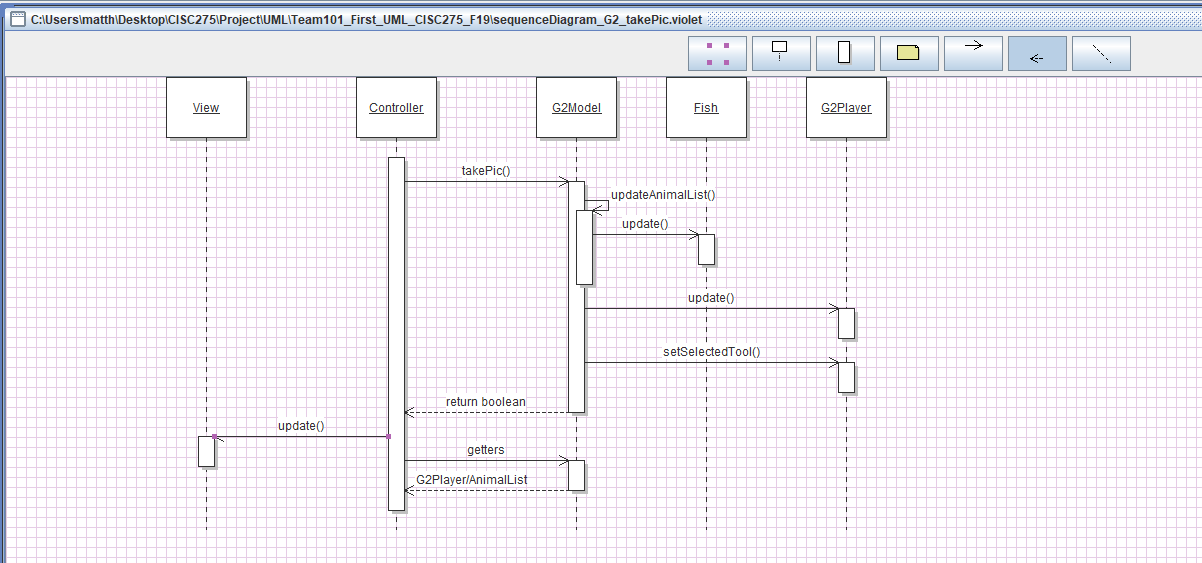 C:\Users\matth\Desktop\CISC275\Project\UML\Team101_First_UML_CISC275_F19\sequenceDiagram_G2_takePic.violet
View
Controller
G2Model
Fish
G2Player
takePic()
updateAnimalList()
update()
update()
setSelectedTool()
return boolean
update()
getters
G2Player/AnimalList